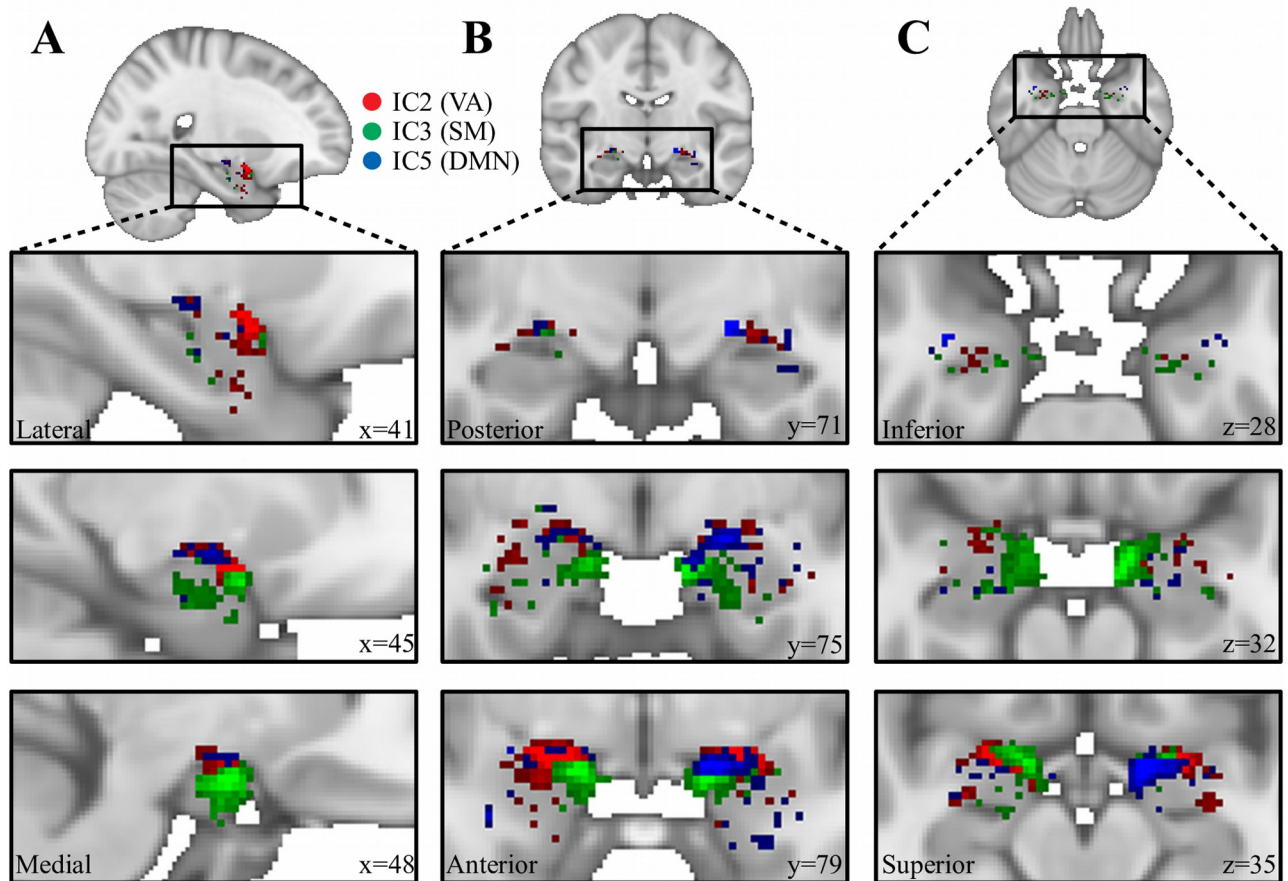 A
B
C
IC2 (VA)
IC3 (SM)
IC5 (DMN)
Lateral
x=41
Posterior
y=71
Inferior
z=28
x=45
y=75
z=32
Medial
x=48
Anterior
y=79
Superior
z=35